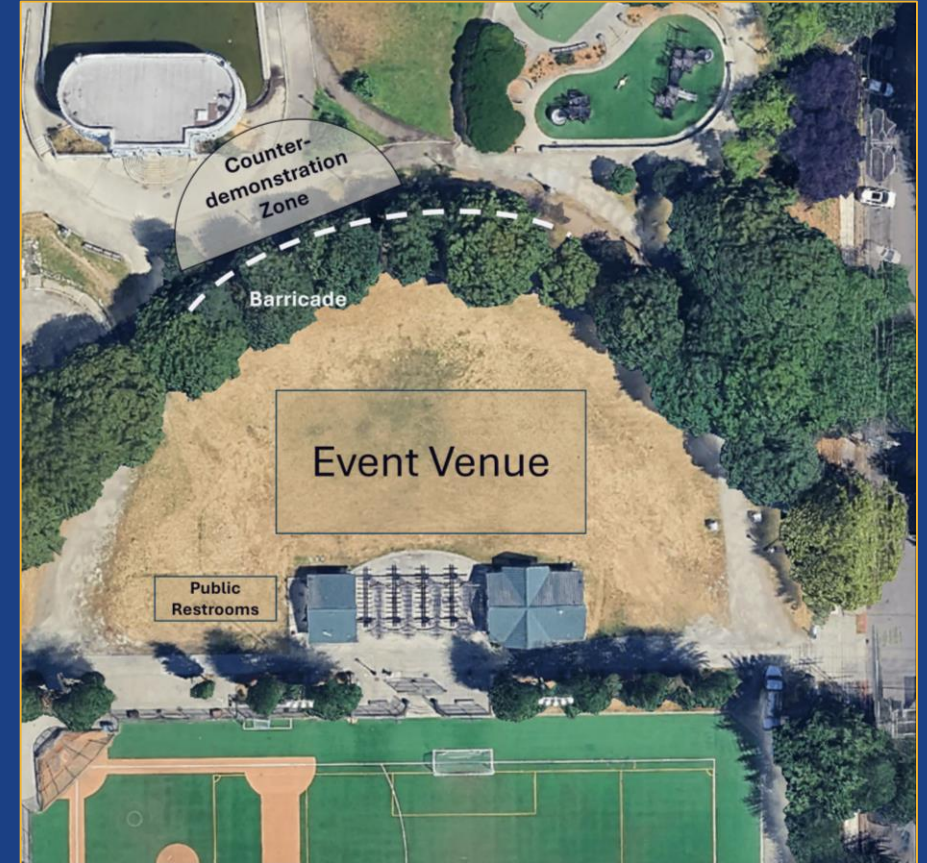 Counter-
demonstration
Zone
Barricade
Event Venue
Public
Restrooms